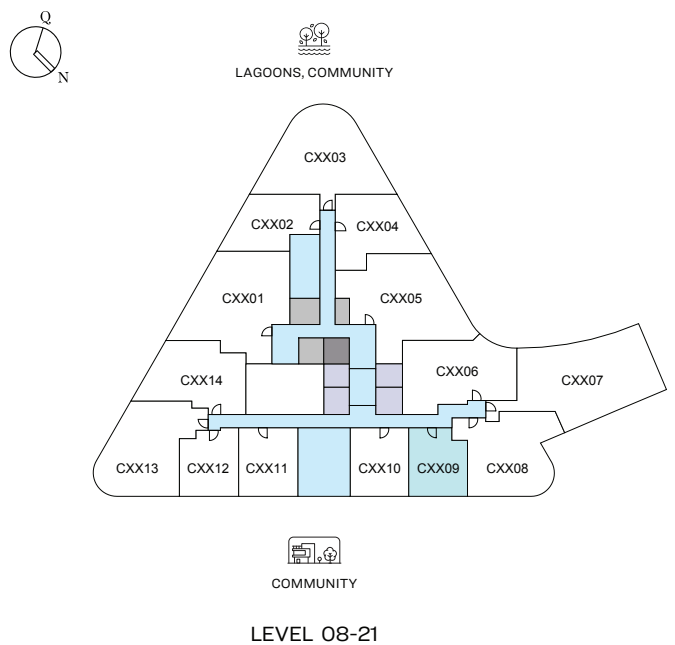 Q
N
LAGOONS, COMMUNITY
CXX03
CXX02
CXX04
CXX01
CXX05
CXX14
CXX06
CXX07
CXX13
CXX12
CXX11
CXX10
CXX09
CXX08
COMMUNITY
LEVEL 08-21